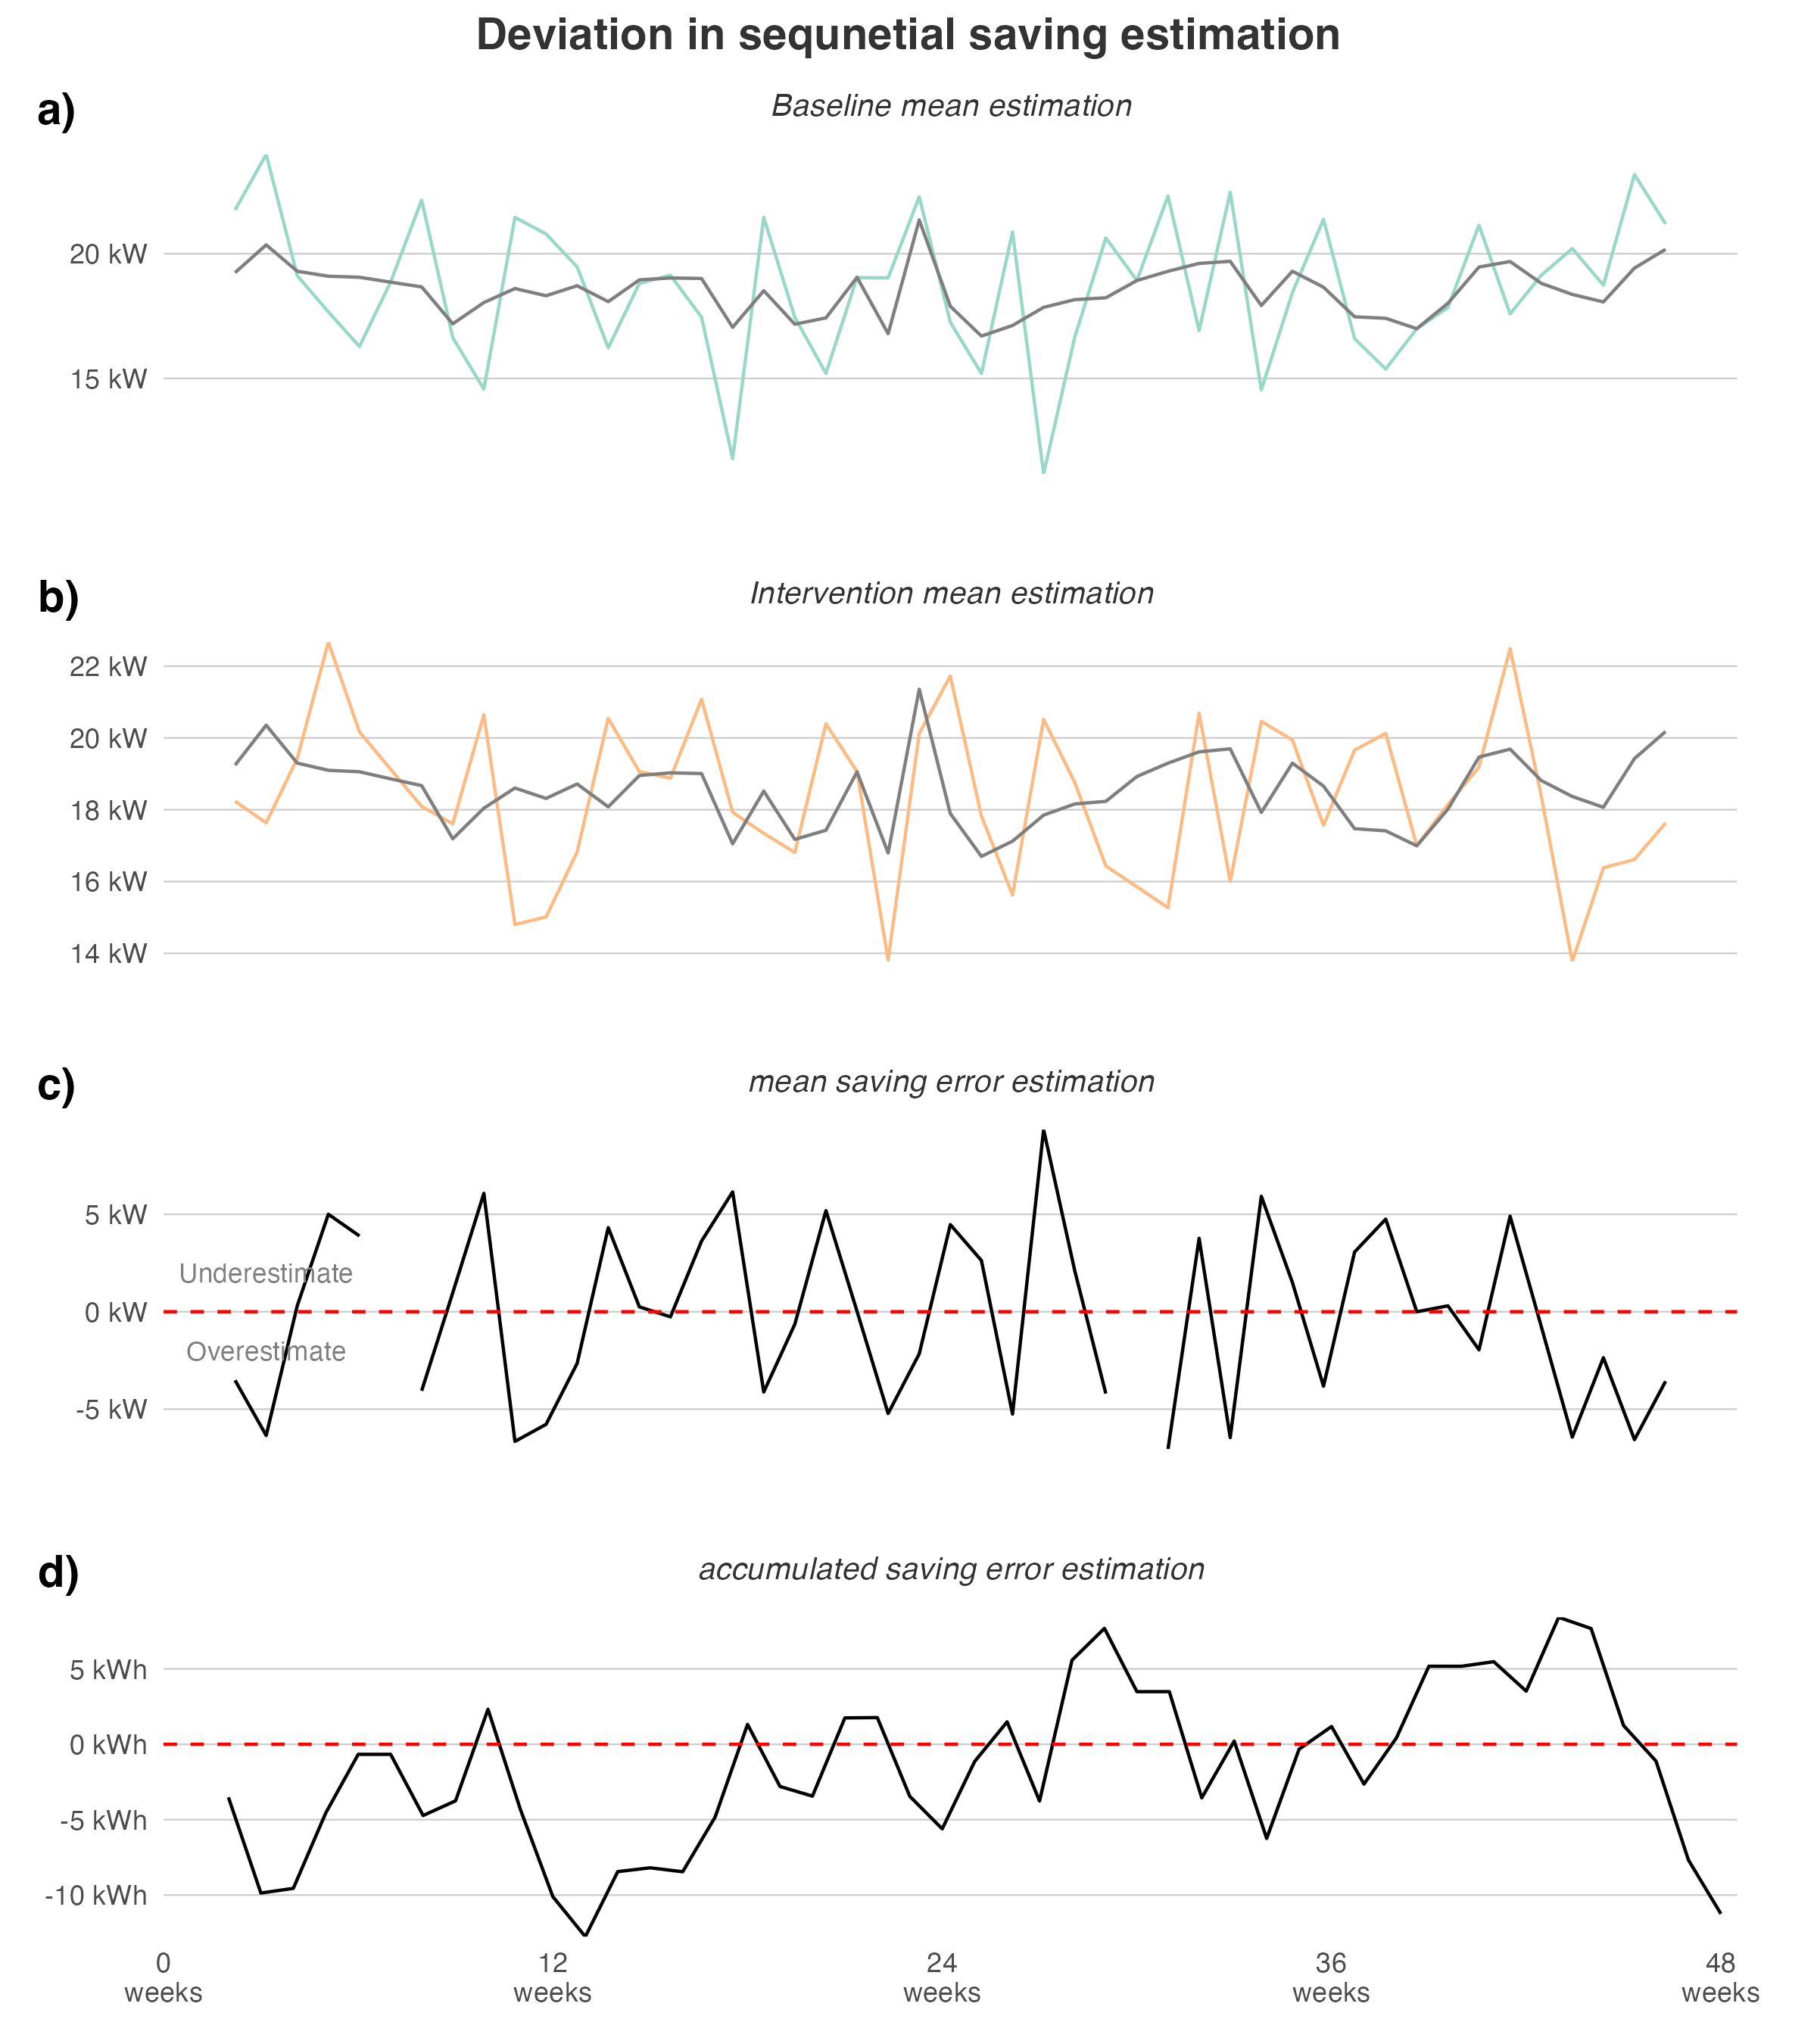 Deviation in sequnetial saving estimation
a)
Baseline mean estimation
20 kW
15 kW
b)
Intervention mean estimation
22 kW
20 kW
18 kW
16 kW
14 kW
c)
mean saving error estimation
5 kW
Underestimate
0 kW
Overestimate
-5 kW
d)
accumulated saving error estimation
5 kWh
0 kWh
-5 kWh
-10 kWh
0 12 24 36 48
weeks weeks weeks weeks weeks